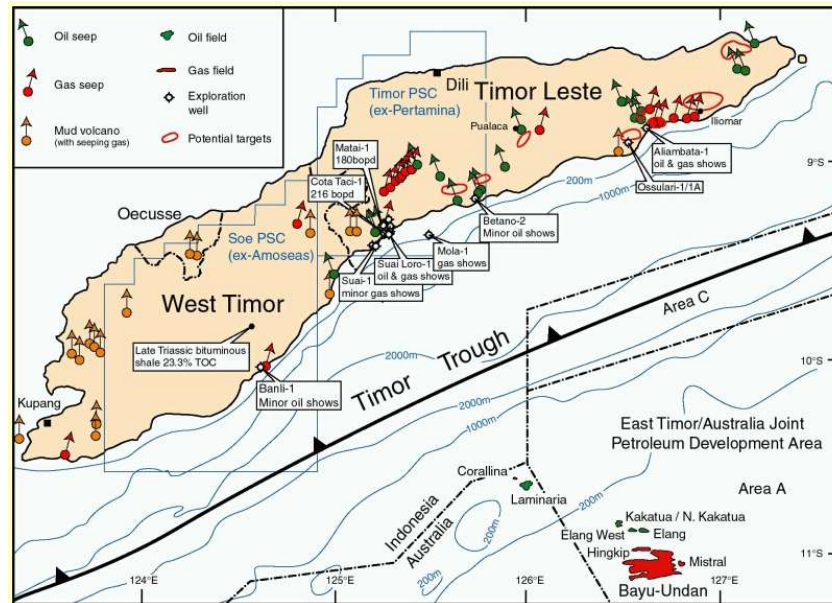 Oil seep
Oil field
Gas seep
Gas field
Exploration
well
Mud volcano
(with seeping gas)
Potential targets
Dili
Timor Leste
Timor PSC
(ex-Pertamina)
Pualaca
Iliomar
Matai-1
180bopd
Aliambata-1
oil & gas shows
9°S
Cota Taci-1
216 bopd
Ossulari-1/1A
200m
1000m
Oecusse
Betano-2
Minor oil shows
Soe PSC
(ex-Amoseas)
Mola-1
gas shows
Suai Loro-1
oil & gas shows
Suai-1
minor gas shows
West Timor
Area C
Late Triassic bituminous
shale 23.3% TOC
2000m
Timor Trough
10°S
Banli-1
Minor oil shows
Kupang
2000m
1000m
East Timor/Australia Joint
Petroleum Development Area
200m
Corallina
Laminaria
Area A
Indonesia
Australia
200m
Kakatua / N. Kakatua
Elang West
Elang
Hingkip
Mistral
11°S
200m
Bayu-Undan
124°E
125°E
126°E
127°E